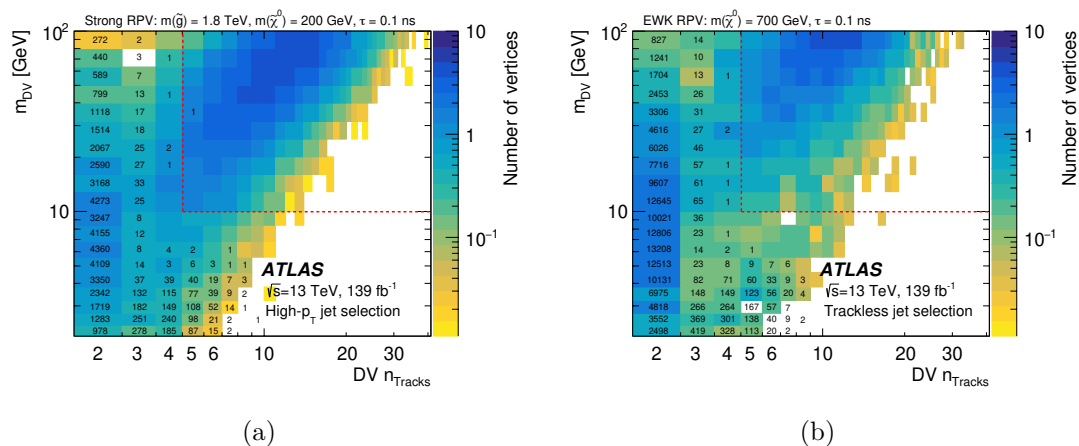 Strong RPV: m(g̃) = 1.8 TeV, m(χ̃⁰) = 200 GeV, τ = 0.1 ns
m_DV [GeV]
10²
10
272 2
440 3 1
589 7
799 13 1
1118 17 1
1514 18
2067 25 2
2590 27 1
3168 33
4273 25
3247 8
4155 12
4360 8 4 2 1
4109 14 3 6 7 1 1
3350 37 39 40 19 7 3
2342 132 115 77 39 9 2
1719 182 149 108 52 14 1
1283 251 240 98 21 2 1
978 278 185 87 15 2
ATLAS
√s=13 TeV, 139 fb⁻¹
High-p_T jet selection
2 3 4 5 6 10 20 30
DV n_Tracks
10
1
10⁻¹
Number of vertices
(a)
EWK RPV: m(χ̃⁰) = 700 GeV, τ = 0.1 ns
m_DV [GeV]
10²
10
827 14
1241 10
1704 13 1
2453 26
3306 31
4616 27 2
6026 46
7716 57 1
9607 61 1
12645 65 1
10021 36
12806 23 1
13208 20 4 2 1
12513 23 8 9 7 6
10131 82 71 60 33 9 3
6975 148 149 123 56 20 4
4818 266 264 167 57 7
3552 369 301 138 40 9 2
2498 419 328 113 20 2
ATLAS
√s=13 TeV, 139 fb⁻¹
Trackless jet selection
2 3 4 5 6 10 20 30
DV n_Tracks
10
1
10⁻¹
Number of vertices
(b)